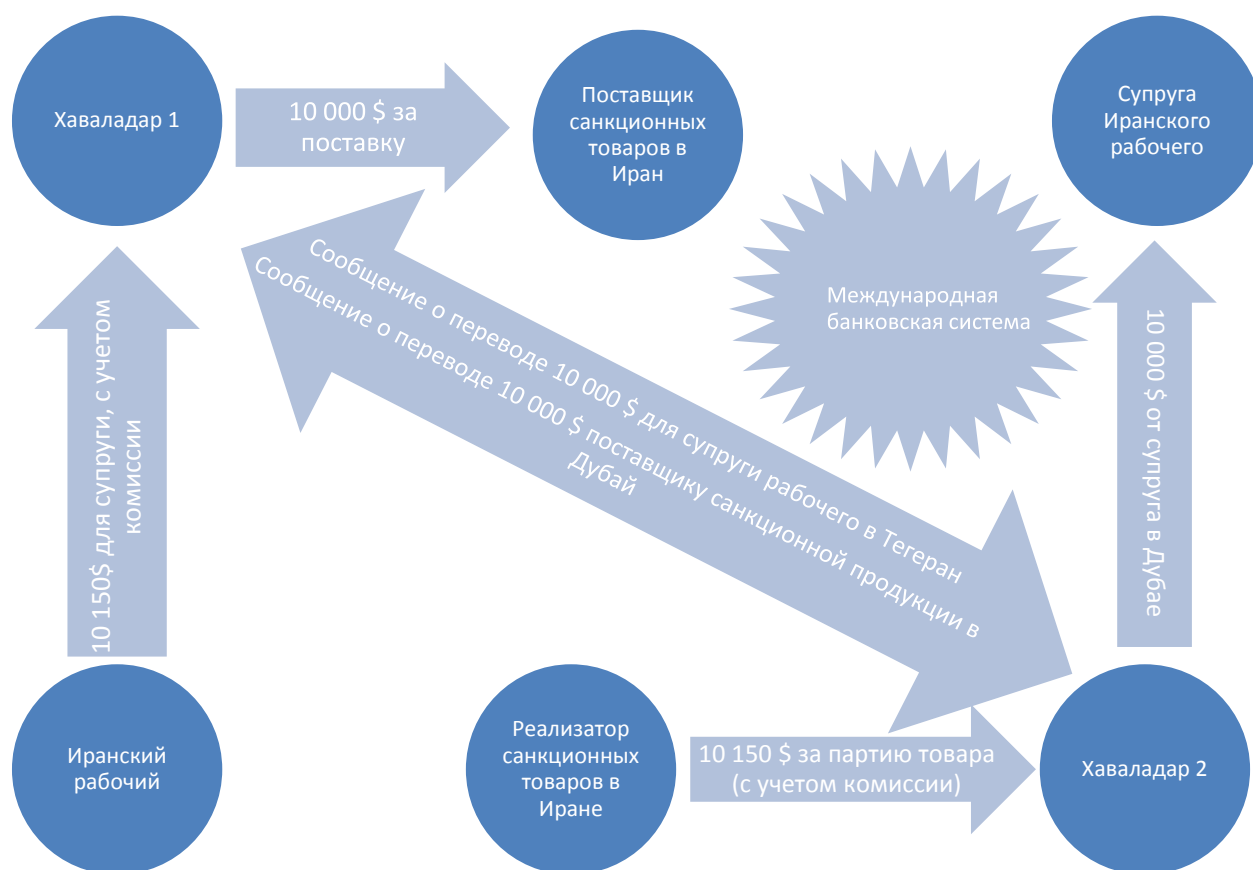 Хаваладар 1
10 000 $ за
поставку
Поставщик
санкционных
товаров в
Иран
Супруга
Иранского
рабочего
Международная
банковская система
Сообщение о переводе 10 000 $ для супруги рабочего в Тегеран
Сообщение о переводе 10 000 $ поставщику санкционной продукции в
Дубай
10 150$ для супруги, с учетом
комиссии
10 000 $ от супруга в Дубае
Иранский
рабочий
Реализатор
санкционных
товаров в
Иране
10 150 $ за партию товара
(с учетом комиссии)
Хаваладар 2